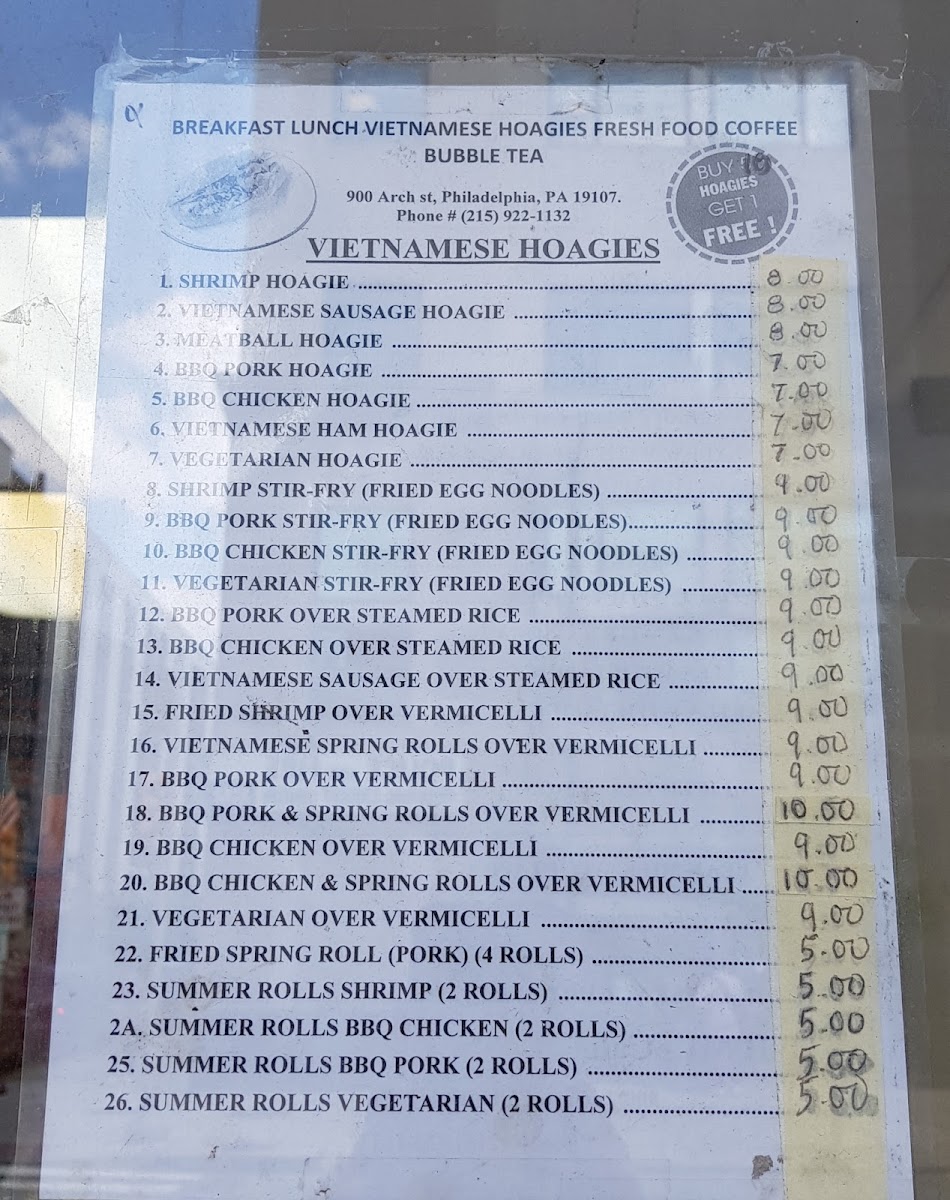 BREAKFAST LUNCH VIETNAMESE HOAGIES FRESH FOOD COFFEE
BUBBLE TEA
900 Arch st, Philadelphia, PA 19107.
Phone # (215) 922-1132
BUY 10
HOAGIES
GET 1
FREE !
VIETNAMESE HOAGIES
1. SHRIMP HOAGIE 8.00
2. VIETNAMESE SAUSAGE HOAGIE 8.00
3. MEATBALL HOAGIE 8.00
4. BBQ PORK HOAGIE 7.00
5. BBQ CHICKEN HOAGIE 7.00
6. VIETNAMESE HAM HOAGIE 7.00
7. VEGETARIAN HOAGIE 7.00
8. SHRIMP STIR-FRY (FRIED EGG NOODLES) 9.00
9. BBQ PORK STIR-FRY (FRIED EGG NOODLES) 9.00
10. BBQ CHICKEN STIR-FRY (FRIED EGG NOODLES) 9.00
11. VEGETARIAN STIR-FRY (FRIED EGG NOODLES) 9.00
12. BBQ PORK OVER STEAMED RICE 9.00
13. BBQ CHICKEN OVER STEAMED RICE 9.00
14. VIETNAMESE SAUSAGE OVER STEAMED RICE 9.00
15. FRIED SHRIMP OVER VERMICELLI 9.00
16. VIETNAMESE SPRING ROLLS OVER VERMICELLI 9.00
17. BBQ PORK OVER VERMICELLI 9.00
18. BBQ PORK & SPRING ROLLS OVER VERMICELLI 10.00
19. BBQ CHICKEN OVER VERMICELLI 9.00
20. BBQ CHICKEN & SPRING ROLLS OVER VERMICELLI 10.00
21. VEGETARIAN OVER VERMICELLI 9.00
22. FRIED SPRING ROLL (PORK) (4 ROLLS) 5.00
23. SUMMER ROLLS SHRIMP (2 ROLLS) 5.00
2A. SUMMER ROLLS BBQ CHICKEN (2 ROLLS) 5.00
25. SUMMER ROLLS BBQ PORK (2 ROLLS) 5.00
26. SUMMER ROLLS VEGETARIAN (2 ROLLS) 5.00